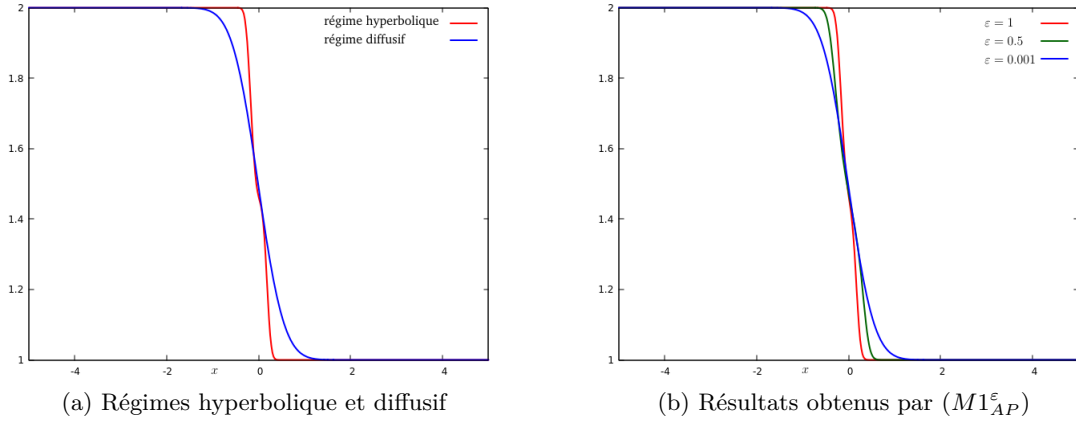 2
1.8
1.6
1.4
1.2
1
-4
-2
x
0
2
4
régime hyperbolique
régime diffusif
(a) Régimes hyperbolique et diffusif
2
1.8
1.6
1.4
1.2
1
-4
-2
x
0
2
4
ε = 1
ε = 0.5
ε = 0.001
(b) Résultats obtenus par (M1ᵋ_AP)